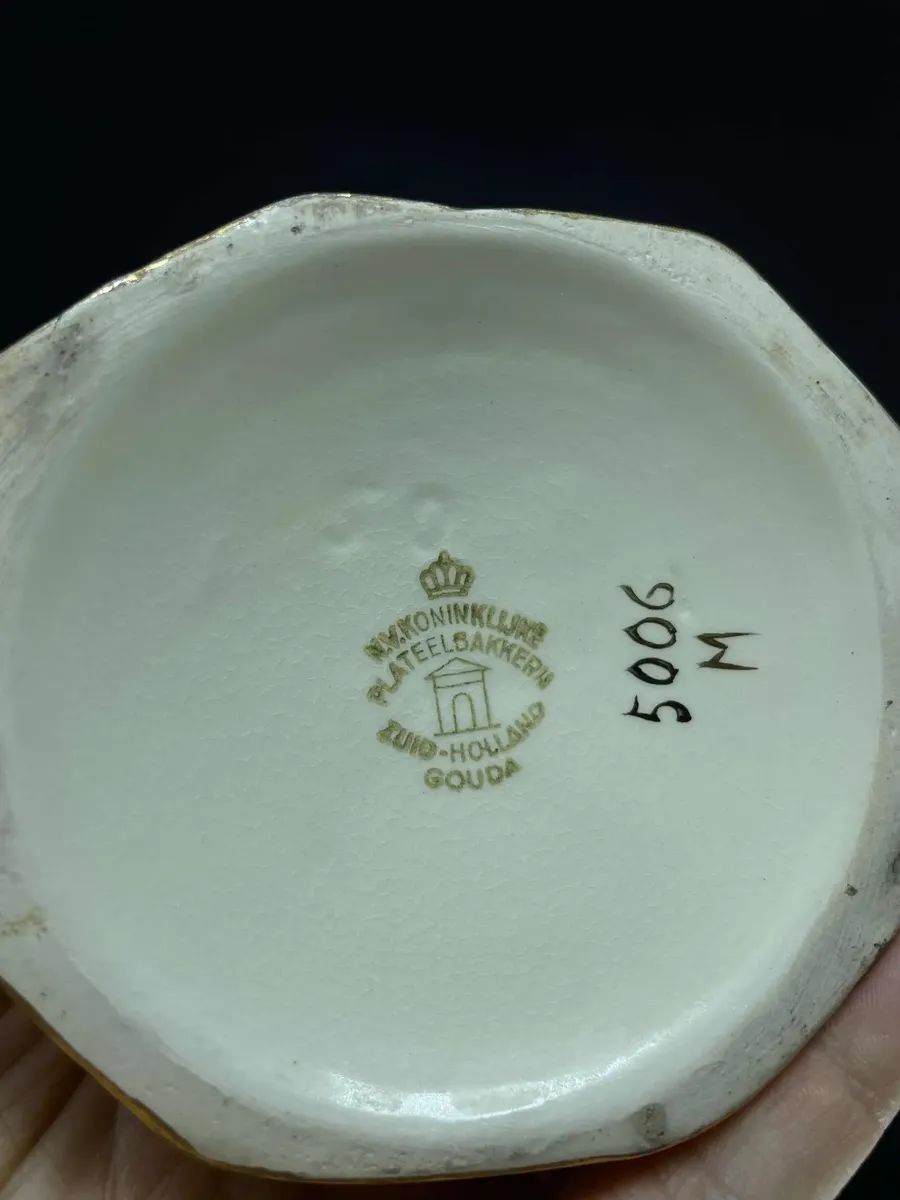 N.V. KONINKLIJKE
PLATEELBAKKERIJ
ZUID-HOLLAND
GOUDA
5006
M